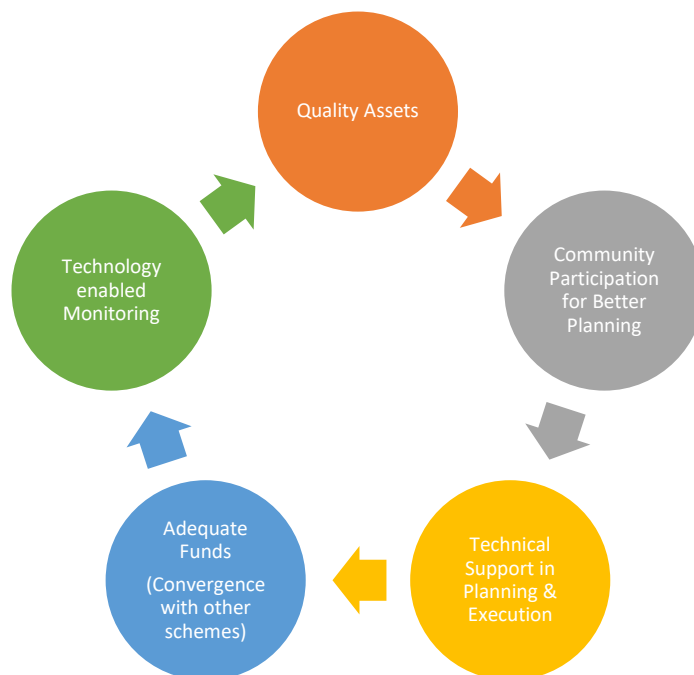 Quality Assets
Community
Participation
for Better
Planning
Technical
Support in
Planning &
Execution
Adequate
Funds
(Convergence
with other
schemes)
Technology
enabled
Monitoring